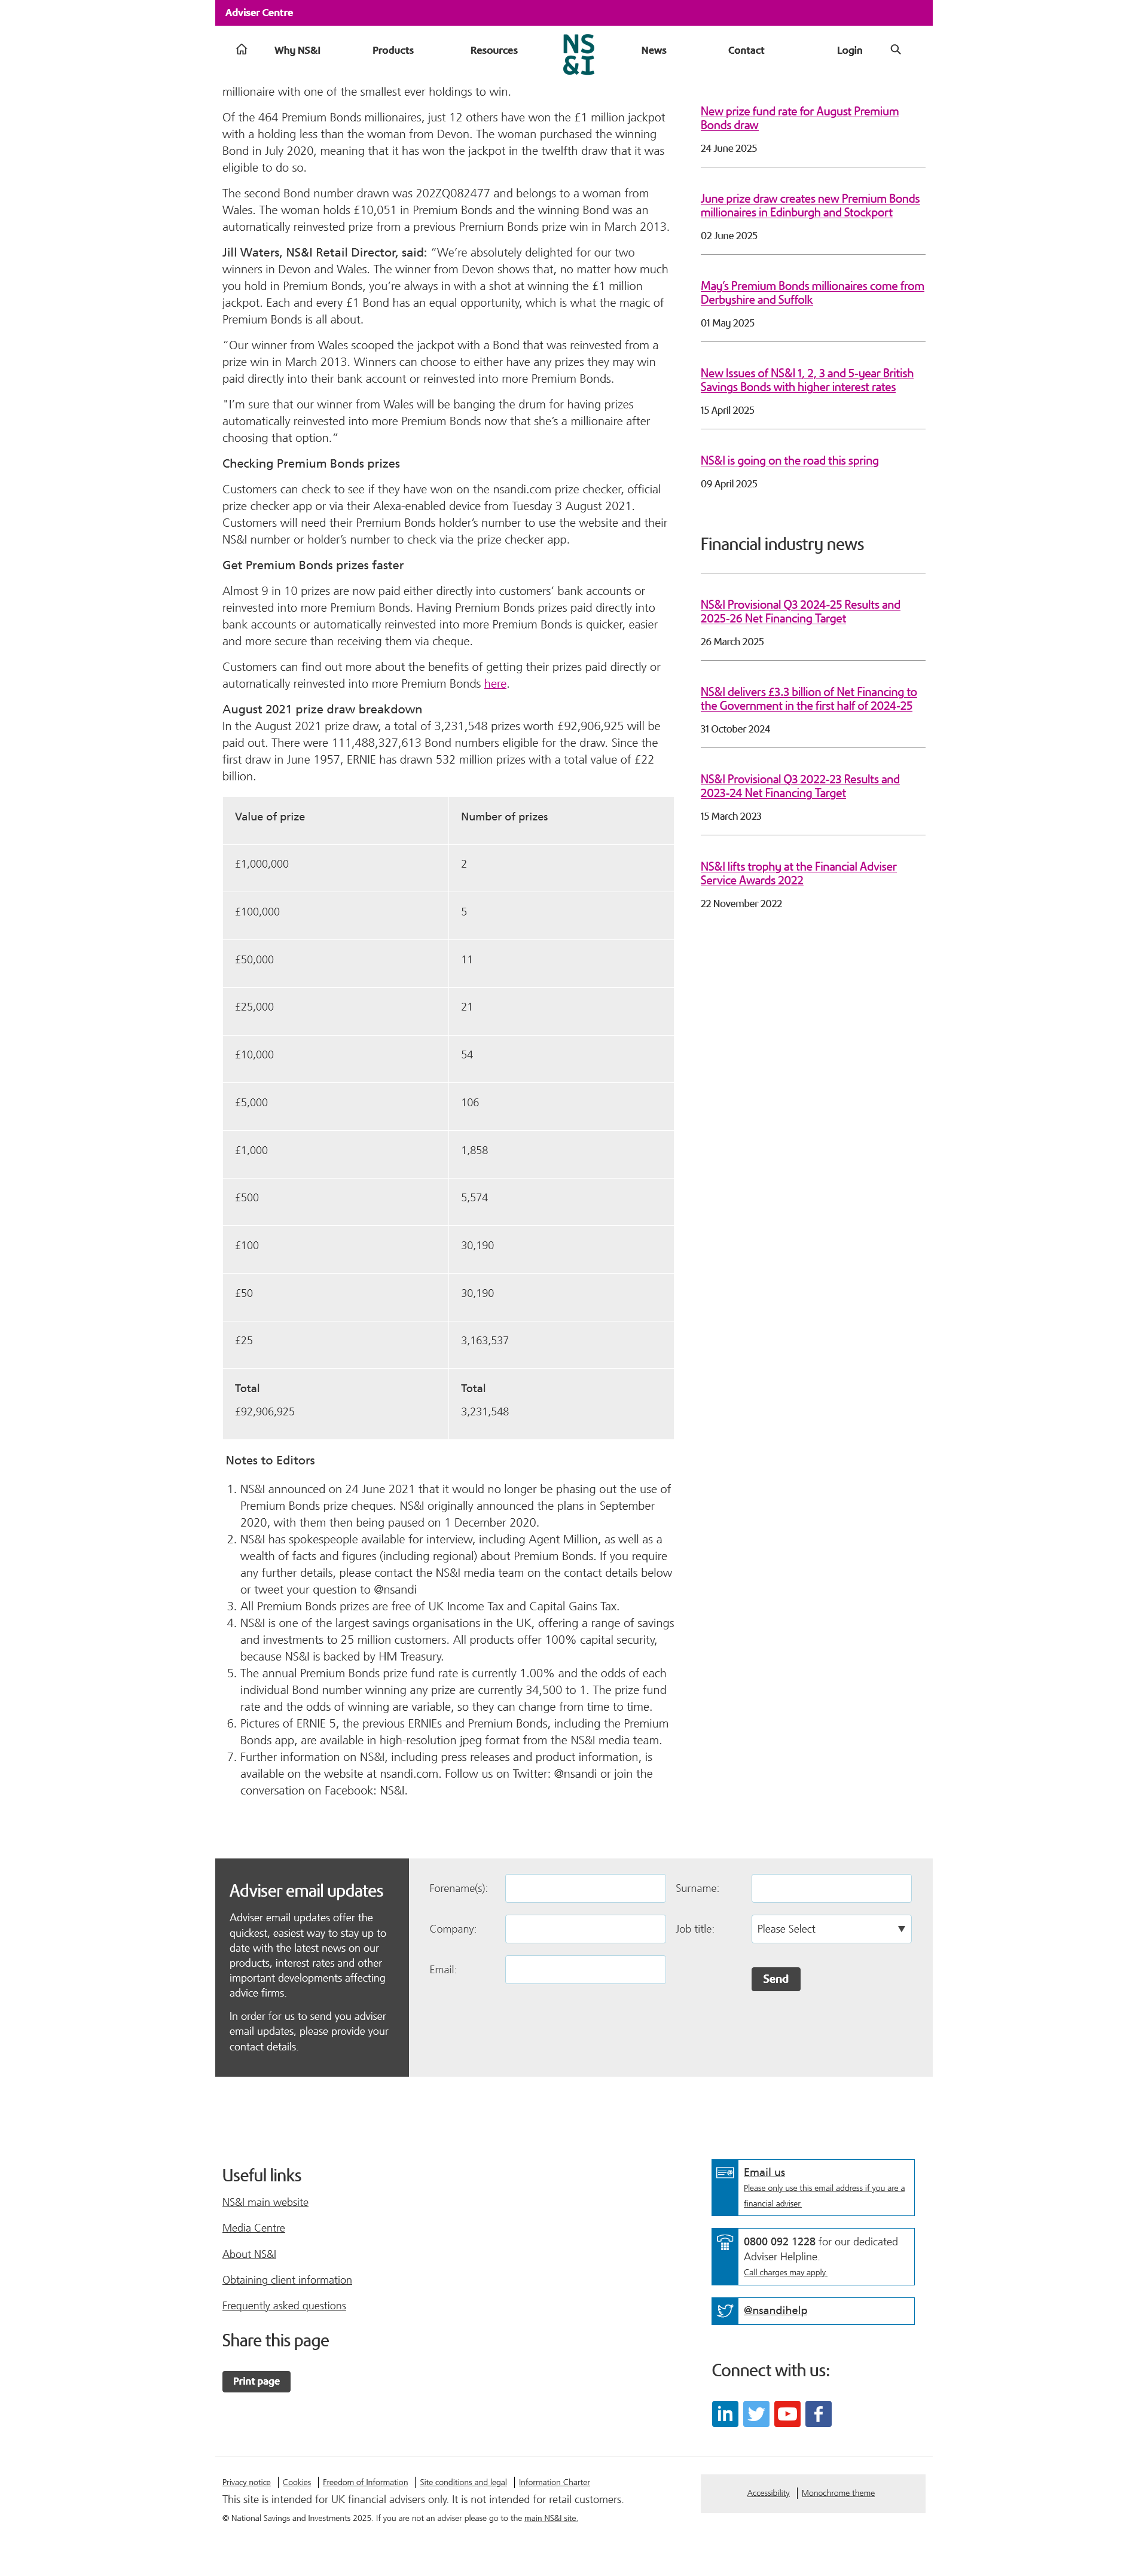 Adviser Centre
Why NS&I
Products
Resources
NS
&I
News
Contact
Login
millionaire with one of the smallest ever holdings to win.
Of the 464 Premium Bonds millionaires, just 12 others have won the £1 million jackpot
with a holding less than the woman from Devon. The woman purchased the winning
Bond in July 2020, meaning that it has won the jackpot in the twelfth draw that it was
eligible to do so.
The second Bond number drawn was 202ZQ082477 and belongs to a woman from
Wales. The woman holds £10,051 in Premium Bonds and the winning Bond was an
automatically reinvested prize from a previous Premium Bonds prize win in March 2013.
Jill Waters, NS&I Retail Director, said: “We’re absolutely delighted for our two
winners in Devon and Wales. The winner from Devon shows that, no matter how much
you hold in Premium Bonds, you’re always in with a shot at winning the £1 million
jackpot. Each and every £1 Bond has an equal opportunity, which is what the magic of
Premium Bonds is all about.
“Our winner from Wales scooped the jackpot with a Bond that was reinvested from a
prize win in March 2013. Winners can choose to either have any prizes they may win
paid directly into their bank account or reinvested into more Premium Bonds.
"I’m sure that our winner from Wales will be banging the drum for having prizes
automatically reinvested into more Premium Bonds now that she’s a millionaire after
choosing that option.”
Checking Premium Bonds prizes
Customers can check to see if they have won on the nsandi.com prize checker, official
prize checker app or via their Alexa-enabled device from Tuesday 3 August 2021.
Customers will need their Premium Bonds holder’s number to use the website and their
NS&I number or holder’s number to check via the prize checker app.
Get Premium Bonds prizes faster
Almost 9 in 10 prizes are now paid either directly into customers’ bank accounts or
reinvested into more Premium Bonds. Having Premium Bonds prizes paid directly into
bank accounts or automatically reinvested into more Premium Bonds is quicker, easier
and more secure than receiving them via cheque.
Customers can find out more about the benefits of getting their prizes paid directly or
automatically reinvested into more Premium Bonds here.
August 2021 prize draw breakdown
In the August 2021 prize draw, a total of 3,231,548 prizes worth £92,906,925 will be
paid out. There were 111,488,327,613 Bond numbers eligible for the draw. Since the
first draw in June 1957, ERNIE has drawn 532 million prizes with a total value of £22
billion.
Value of prize Number of prizes
£1,000,000 2
£100,000 5
£50,000 11
£25,000 21
£10,000 54
£5,000 106
£1,000 1,858
£500 5,574
£100 30,190
£50 30,190
£25 3,163,537
Total Total
£92,906,925 3,231,548
Notes to Editors
1. NS&I announced on 24 June 2021 that it would no longer be phasing out the use of
Premium Bonds prize cheques. NS&I originally announced the plans in September
2020, with them then being paused on 1 December 2020.
2. NS&I has spokespeople available for interview, including Agent Million, as well as a
wealth of facts and figures (including regional) about Premium Bonds. If you require
any further details, please contact the NS&I media team on the contact details below
or tweet your question to @nsandi
3. All Premium Bonds prizes are free of UK Income Tax and Capital Gains Tax.
4. NS&I is one of the largest savings organisations in the UK, offering a range of savings
and investments to 25 million customers. All products offer 100% capital security,
because NS&I is backed by HM Treasury.
5. The annual Premium Bonds prize fund rate is currently 1.00% and the odds of each
individual Bond number winning any prize are currently 34,500 to 1. The prize fund
rate and the odds of winning are variable, so they can change from time to time.
6. Pictures of ERNIE 5, the previous ERNIEs and Premium Bonds, including the Premium
Bonds app, are available in high-resolution jpeg format from the NS&I media team.
7. Further information on NS&I, including press releases and product information, is
available on the website at nsandi.com. Follow us on Twitter: @nsandi or join the
conversation on Facebook: NS&I.
New prize fund rate for August Premium
Bonds draw
24 June 2025
June prize draw creates new Premium Bonds
millionaires in Edinburgh and Stockport
02 June 2025
May’s Premium Bonds millionaires come from
Derbyshire and Suffolk
01 May 2025
New Issues of NS&I 1, 2, 3 and 5-year British
Savings Bonds with higher interest rates
15 April 2025
NS&I is going on the road this spring
09 April 2025
Financial industry news
NS&I Provisional Q3 2024-25 Results and
2025-26 Net Financing Target
26 March 2025
NS&I delivers £3.3 billion of Net Financing to
the Government in the first half of 2024-25
31 October 2024
NS&I Provisional Q3 2022-23 Results and
2023-24 Net Financing Target
15 March 2023
NS&I lifts trophy at the Financial Adviser
Service Awards 2022
22 November 2022
Adviser email updates
Adviser email updates offer the
quickest, easiest way to stay up to
date with the latest news on our
products, interest rates and other
important developments affecting
advice firms.
In order for us to send you adviser
email updates, please provide your
contact details.
Forename(s):
Surname:
Company:
Job title:
Please Select
Email:
Send
Useful links
NS&I main website
Media Centre
About NS&I
Obtaining client information
Frequently asked questions
Share this page
Print page
Email us
Please only use this email address if you are a
financial adviser.
0800 092 1228 for our dedicated
Adviser Helpline.
Call charges may apply.
@nsandihelp
Connect with us:
Privacy notice
Cookies
Freedom of Information
Site conditions and legal
Information Charter
This site is intended for UK financial advisers only. It is not intended for retail customers.
© National Savings and Investments 2025. If you are not an adviser please go to the main NS&I site.
Accessibility
Monochrome theme